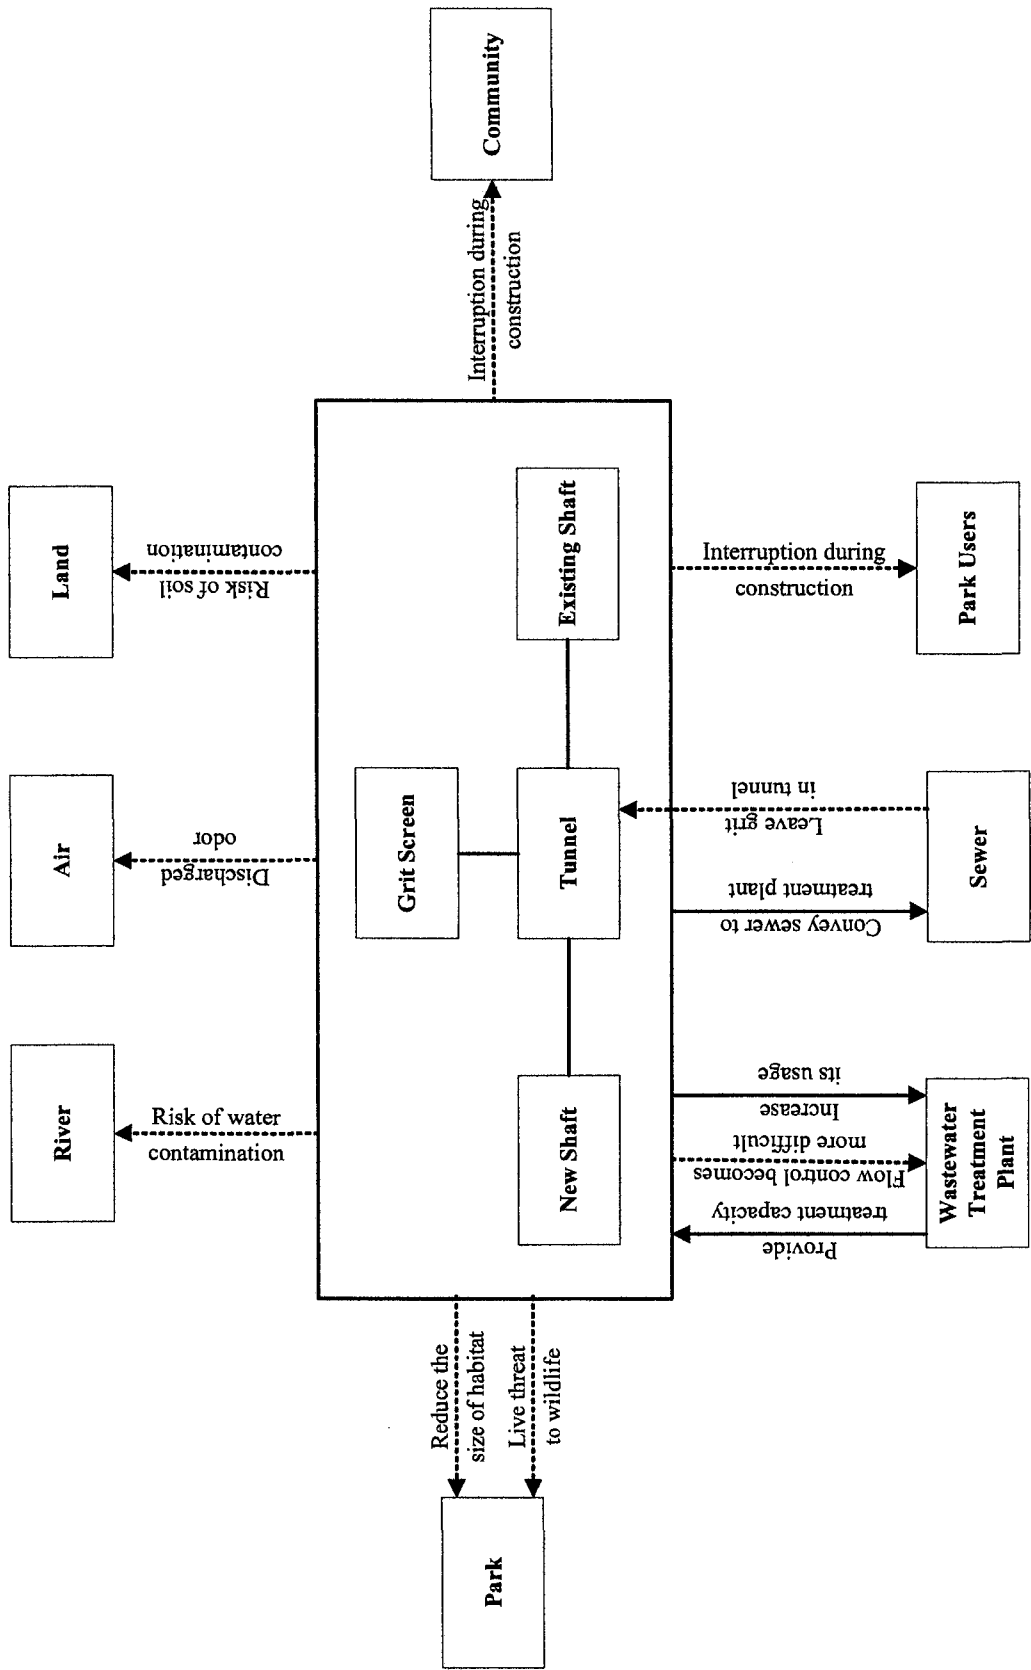 Community
Interruption during
construction
Land
Risk of soil
contamination
Existing Shaft
Interruption during
construction
Park Users
Air
Discharged
odor
Grit Screen
Tunnel
Leave grit
in tunnel
Convey sewer to
treatment plant
Sewer
River
Risk of water
contamination
New Shaft
Increase
its usage
Flow control becomes
more difficult
Provide
treatment capacity
Wastewater
Treatment
Plant
Reduce the
size of habitat
Live threat
to wildlife
Park